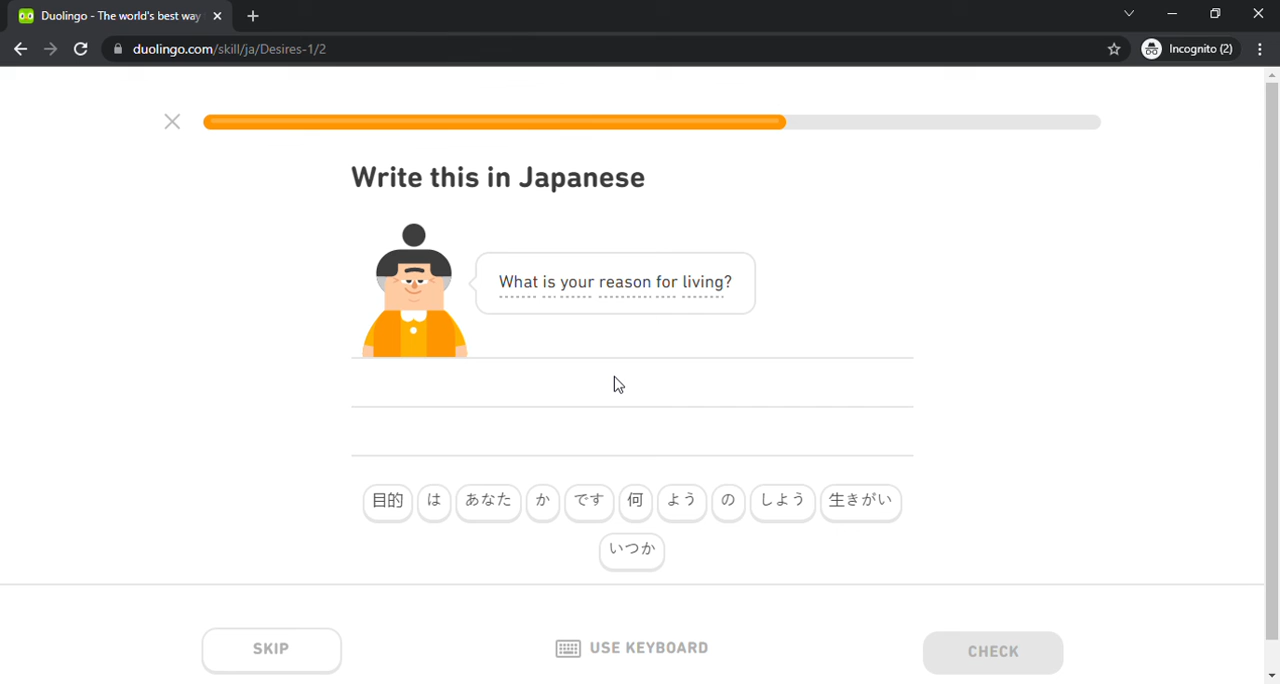 Duolingo - The world's best way
duolingo.com/skill/ja/Desires-1/2
Incognito (2)
Write this in Japanese
What is your reason for living?
目的 は あなた か です 何 よう の しよう 生きがい
いつか
SKIP USE KEYBOARD CHECK